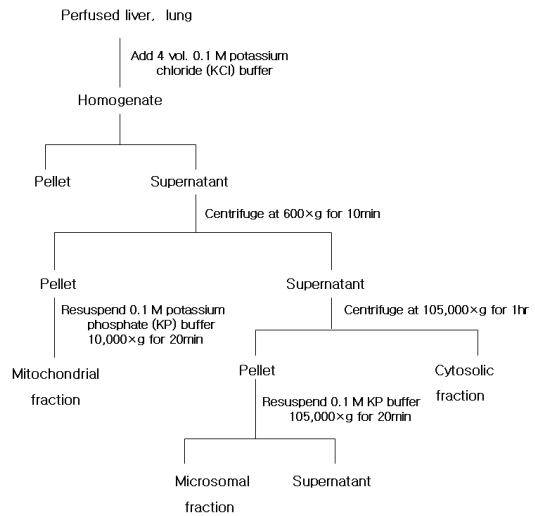 Perfused liver, lung
Add 4 vol. 0.1 M potassium
chloride (KCl) buffer
Homogenate
Pellet
Supernatant
Centrifuge at 600×g for 10min
Pellet
Supernatant
Resuspend 0.1 M potassium
phosphate (KP) buffer
10,000×g for 20min
Centrifuge at 105,000×g for 1hr
Mitochondrial
fraction
Pellet
Cytosolic
fraction
Resuspend 0.1 M KP buffer
105,000×g for 20min
Microsomal
fraction
Supernatant